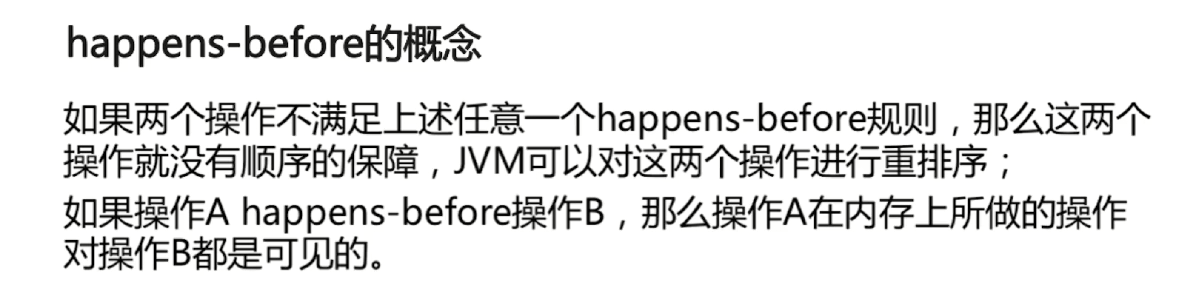 happens-before的概念
如果两个操作不满足上述任意一个happens-before规则，那么这两个
操作就没有顺序的保障，JVM可以对这两个操作进行重排序；
如果操作A happens-before操作B，那么操作A在内存上所做的操作
对操作B都是可见的。